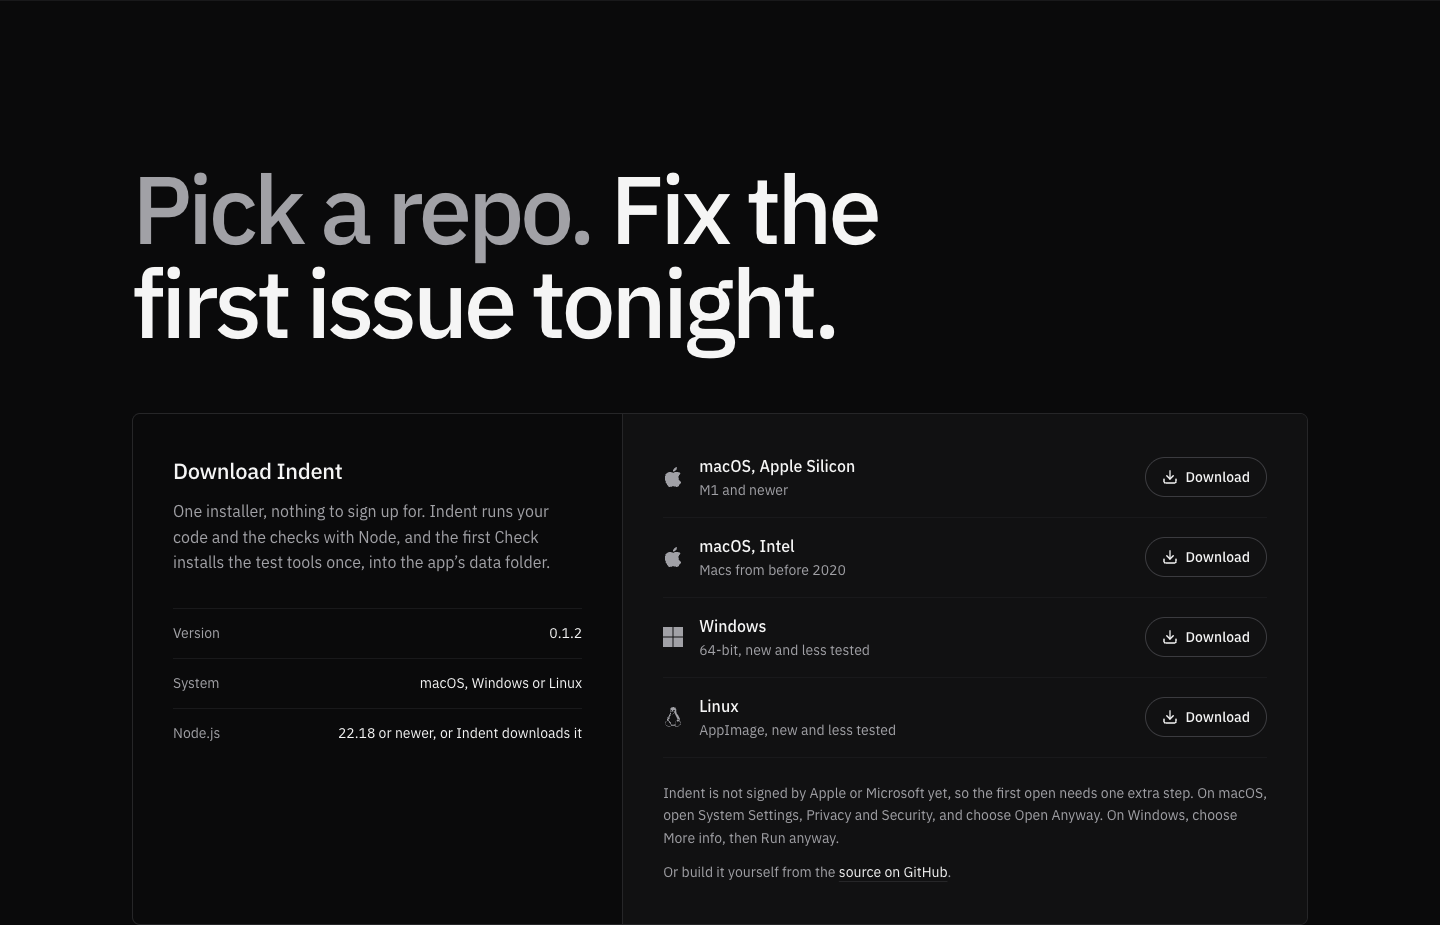 Pick a repo. Fix the
first issue tonight.
Download Indent
One installer, nothing to sign up for. Indent runs your
code and the checks with Node, and the first Check
installs the test tools once, into the app’s data folder.
Version 0.1.2
System macOS, Windows or Linux
Node.js 22.18 or newer, or Indent downloads it
macOS, Apple Silicon
M1 and newer
Download
macOS, Intel
Macs from before 2020
Download
Windows
64-bit, new and less tested
Download
Linux
AppImage, new and less tested
Download
Indent is not signed by Apple or Microsoft yet, so the first open needs one extra step. On macOS,
open System Settings, Privacy and Security, and choose Open Anyway. On Windows, choose
More info, then Run anyway.
Or build it yourself from the source on GitHub.